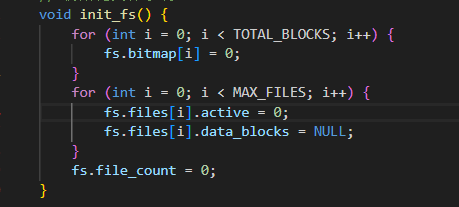 void init_fs() {
    for (int i = 0; i < TOTAL_BLOCKS; i++) {
        fs.bitmap[i] = 0;
    }
    for (int i = 0; i < MAX_FILES; i++) {
        fs.files[i].active = 0;
        fs.files[i].data_blocks = NULL;
    }
    fs.file_count = 0;
}